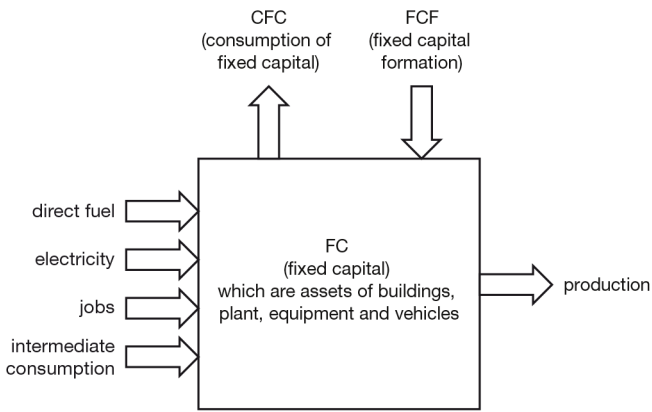 CFC
(consumption of
fixed capital)
FCF
(fixed capital
formation)
direct fuel
electricity
jobs
intermediate
consumption
FC
(fixed capital)
which are assets of buildings,
plant, equipment and vehicles
production